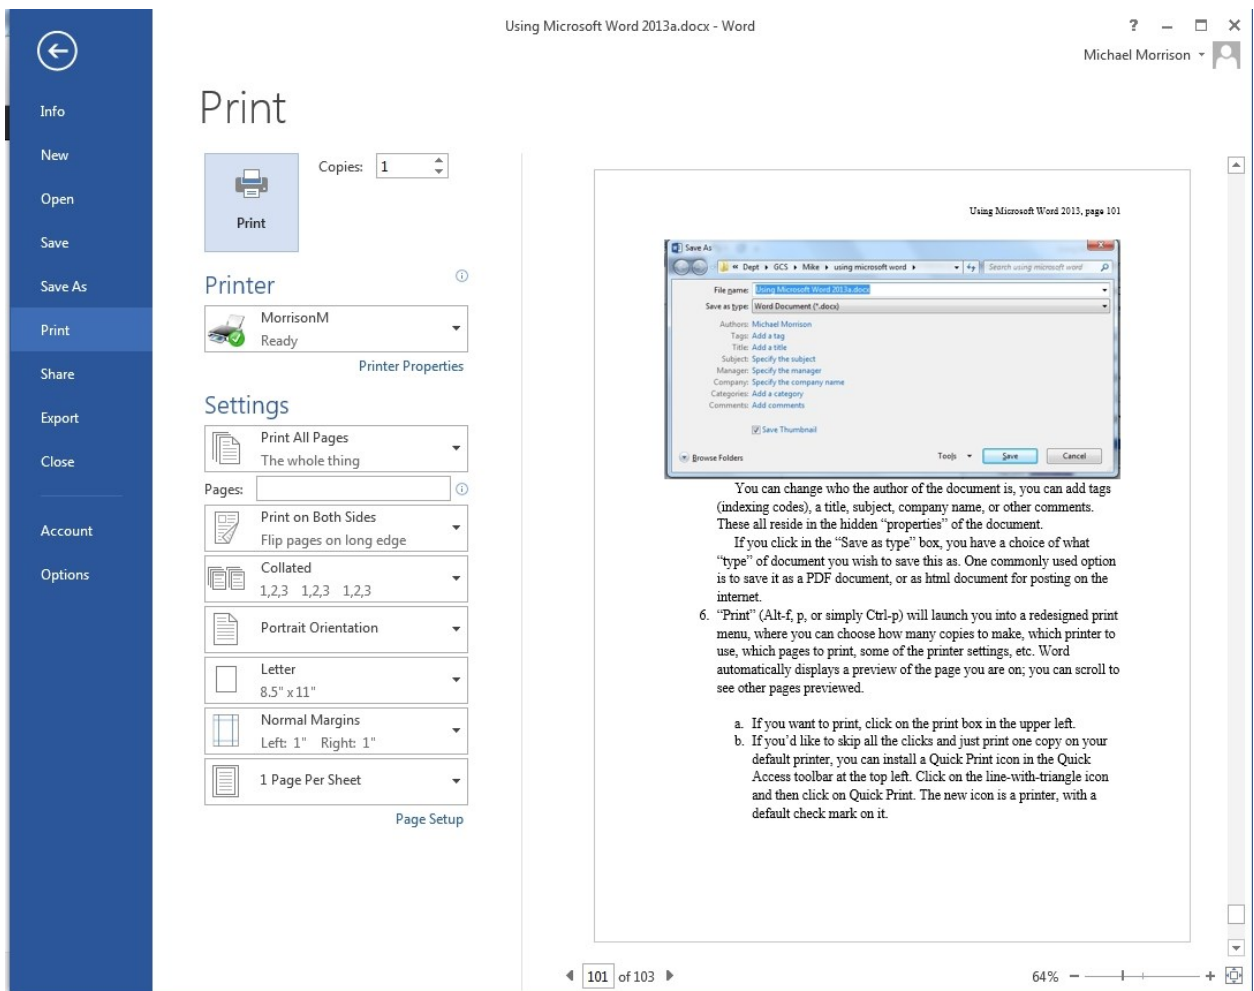 Using Microsoft Word 2013a.docx - Word
?
Michael Morrison
Info
New
Open
Save
Save As
Print
Share
Export
Close
Account
Options
Print
Print
Copies: 1
Printer
MorrisonM
Ready
Printer Properties
Settings
Print All Pages
The whole thing
Pages:
Print on Both Sides
Flip pages on long edge
Collated
1,2,3 1,2,3 1,2,3
Portrait Orientation
Letter
8.5" x 11"
Normal Margins
Left: 1" Right: 1"
1 Page Per Sheet
Page Setup
Using Microsoft Word 2013, page 101
Save As
« Dept GCS Mike using microsoft word
Search using microsoft word
File name: Using Microsoft Word 2013a.docx
Save as type: Word Document (*.docx)
Authors: Michael Morrison
Tags: Add a tag
Title: Add a title
Subject: Specify the subject
Manager: Specify the manager
Company: Specify the company name
Categories: Add a category
Comments: Add comments
Save Thumbnail
Browse Folders
Tools
Save
Cancel
You can change who the author of the document is, you can add tags
(indexing codes), a title, subject, company name, or other comments.
These all reside in the hidden “properties” of the document.
If you click in the “Save as type” box, you have a choice of what
“type” of document you wish to save this as. One commonly used option
is to save it as a PDF document, or as html document for posting on the
internet.
6. “Print” (Alt-f, p, or simply Ctrl-p) will launch you into a redesigned print
menu, where you can choose how many copies to make, which printer to
use, which pages to print, some of the printer settings, etc. Word
automatically displays a preview of the page you are on; you can scroll to
see other pages previewed.
a. If you want to print, click on the print box in the upper left.
b. If you’d like to skip all the clicks and just print one copy on your
default printer, you can install a Quick Print icon in the Quick
Access toolbar at the top left. Click on the line-with-triangle icon
and then click on Quick Print. The new icon is a printer, with a
default check mark on it.
101 of 103
64%